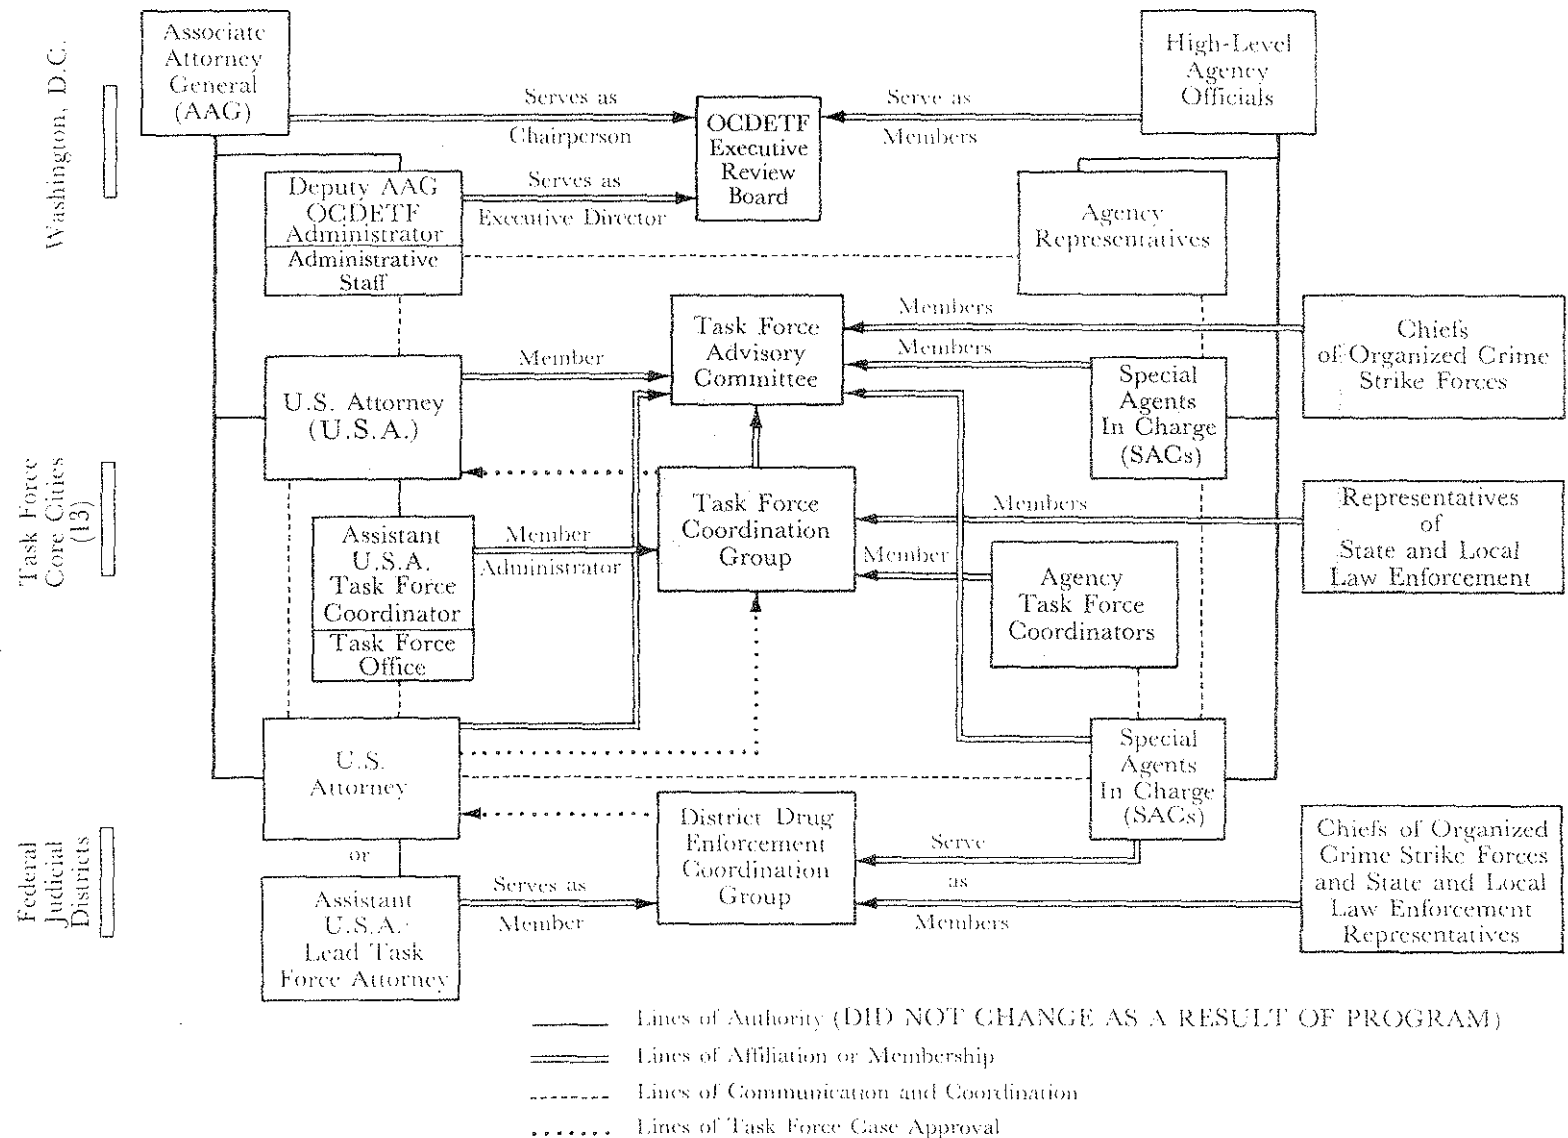 Washington, D.C.
Associate
Attorney
General
(AAG)
Serves as
Chairperson
OCDETF
Executive
Review
Board
Serve as
Members
High-Level
Agency
Officials
Deputy AAG
OCDETF
Administrator
Administrative
Staff
Serves as
Executive Director
Agency
Representatives
Task Force
Core Cities
(13)
U.S. Attorney
(U.S.A.)
Member
Task Force
Advisory
Committee
Members
Members
Special
Agents
In Charge
(SACs)
Chiefs
of Organized Crime
Strike Forces
Assistant
U.S.A.
Task Force
Coordinator
Task Force
Office
Member
Administrator
Task Force
Coordination
Group
Members
Member
Agency
Task Force
Coordinators
Representatives
of
State and Local
Law Enforcement
Federal
Judicial
Districts
U.S.
Attorney
or
Assistant
U.S.A.
Lead Task
Force Attorney
Serves as
Member
District Drug
Enforcement
Coordination
Group
Serve
as
Members
Special
Agents
In Charge
(SACs)
Chiefs of Organized
Crime Strike Forces
and State and Local
Law Enforcement
Representatives
Lines of Authority (DID NOT CHANGE AS A RESULT OF PROGRAM)
Lines of Affiliation or Membership
Lines of Communication and Coordination
Lines of Task Force Case Approval